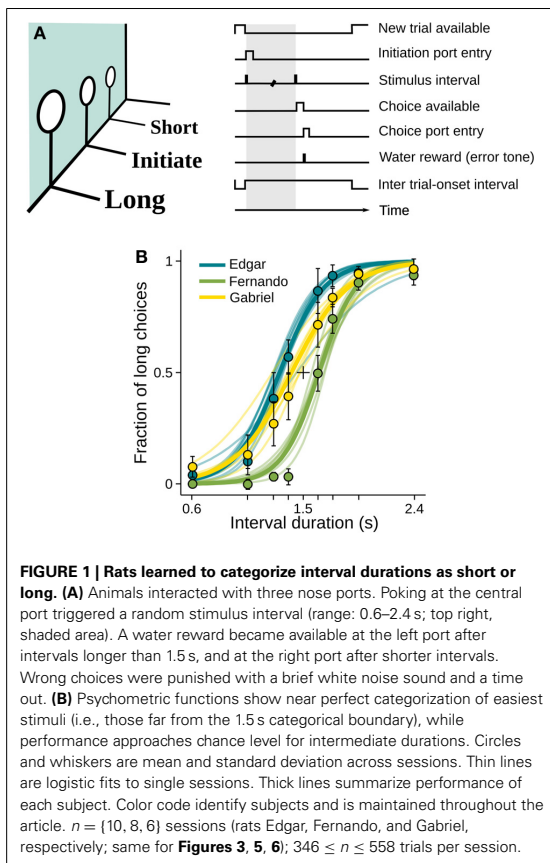 A
Short
Initiate
Long
New trial available
Initiation port entry
Stimulus interval
Choice available
Choice port entry
Water reward (error tone)
Inter trial-onset interval
Time
B
Edgar
Fernando
Gabriel
Fraction of long choices
1
0.5
0
0.6
1.5
2.4
Interval duration (s)
FIGURE 1 | Rats learned to categorize interval durations as short or
long. (A) Animals interacted with three nose ports. Poking at the central
port triggered a random stimulus interval (range: 0.6–2.4 s; top right,
shaded area). A water reward became available at the left port after
intervals longer than 1.5 s, and at the right port after shorter intervals.
Wrong choices were punished with a brief white noise sound and a time
out. (B) Psychometric functions show near perfect categorization of easiest
stimuli (i.e., those far from the 1.5 s categorical boundary), while
performance approaches chance level for intermediate durations. Circles
and whiskers are mean and standard deviation across sessions. Thin lines
are logistic fits to single sessions. Thick lines summarize performance of
each subject. Color code identify subjects and is maintained throughout the
article. n = {10, 8, 6} sessions (rats Edgar, Fernando, and Gabriel,
respectively; same for Figures 3, 5, 6); 346 ≤ n ≤ 558 trials per session.